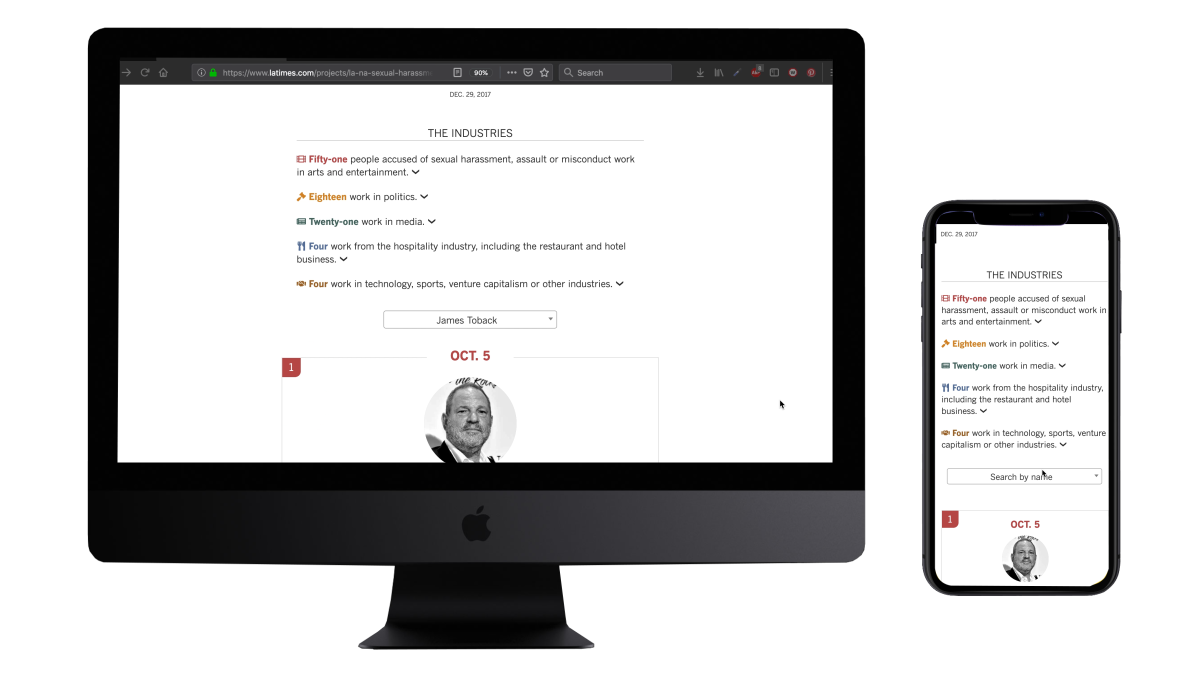 https://www.latimes.com/projects/la-na-sexual-harassm
90%
Search
8
DEC. 29, 2017
THE INDUSTRIES
Fifty-one people accused of sexual harassment, assault or misconduct work
in arts and entertainment.
Eighteen work in politics.
Twenty-one work in media.
Four work from the hospitality industry, including the restaurant and hotel
business.
Four work in technology, sports, venture capitalism or other industries.
James Toback
1
OCT. 5
DEC. 29, 2017
THE INDUSTRIES
Fifty-one people accused of sexual
harassment, assault or misconduct work in
arts and entertainment.
Eighteen work in politics.
Twenty-one work in media.
Four work from the hospitality industry,
including the restaurant and hotel
business.
Four work in technology, sports, venture
capitalism or other industries.
Search by name
1
OCT. 5